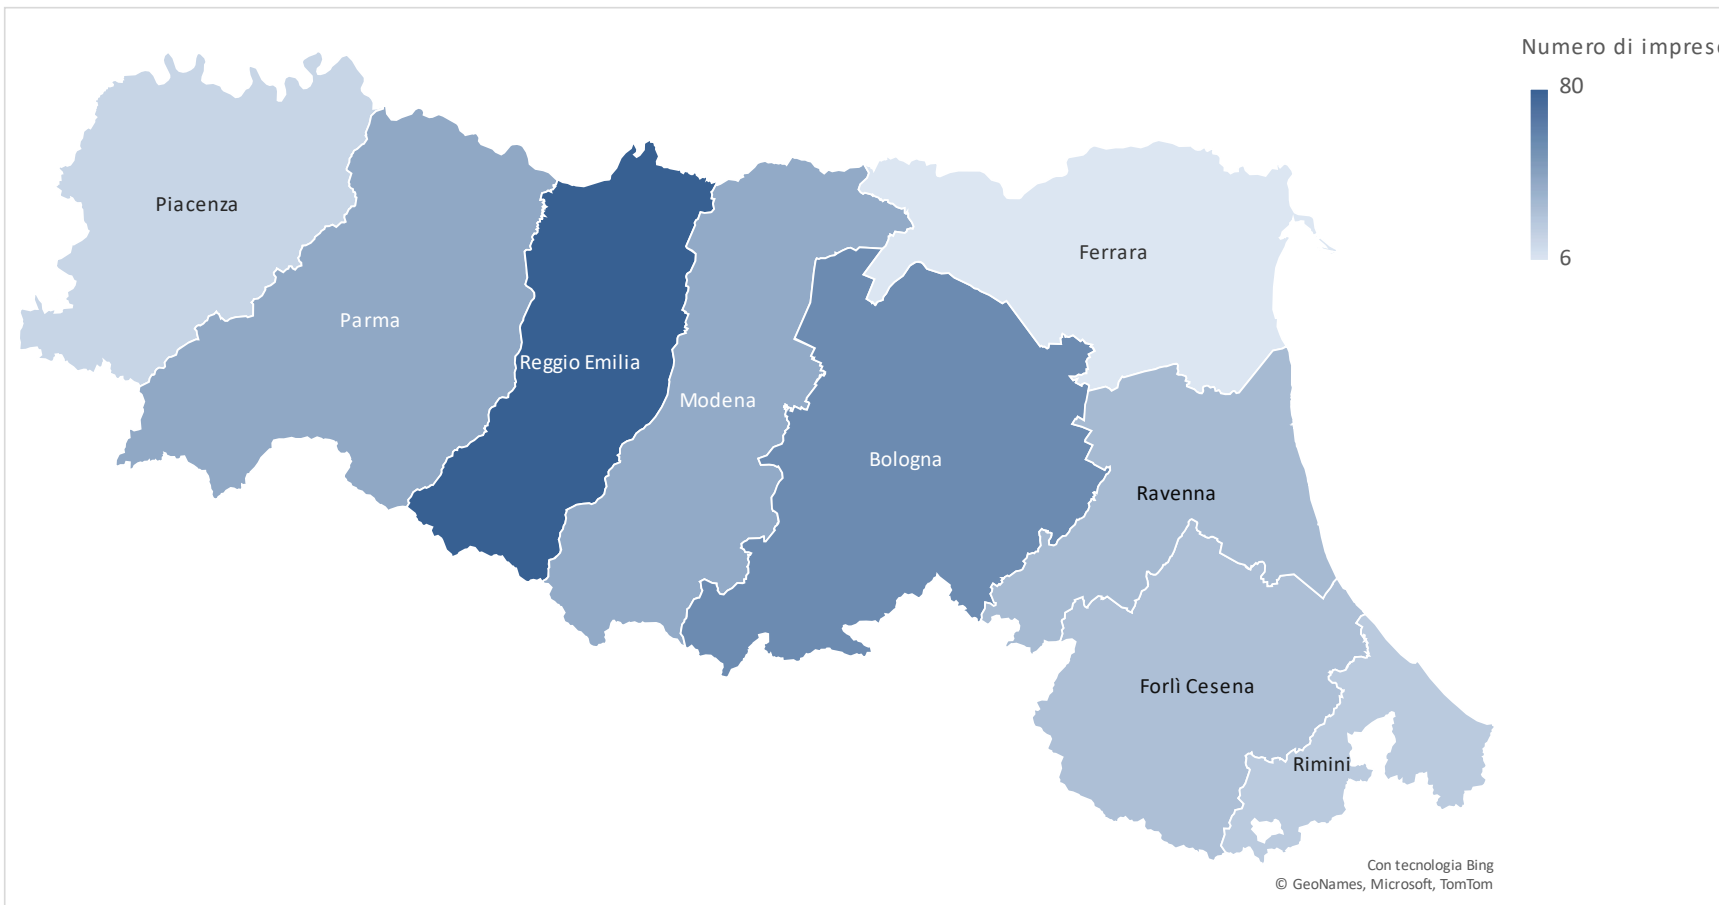 Numero di imprese
80
6
Piacenza
Ferrara
Parma
Reggio Emilia
Modena
Bologna
Ravenna
Forlì Cesena
Rimini
Con tecnologia Bing
© GeoNames, Microsoft, TomTom